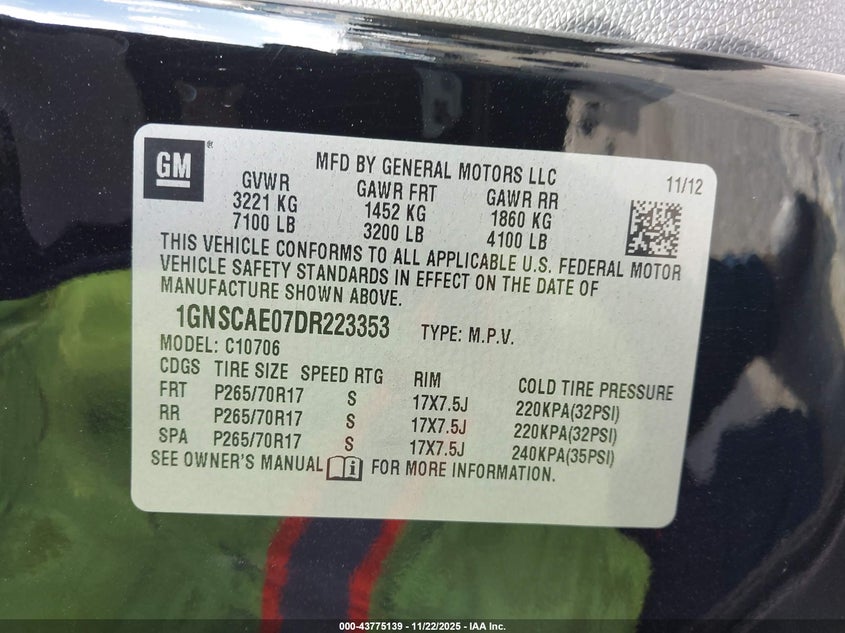 GM®
MFD BY GENERAL MOTORS LLC
11/12
GVWR GAWR FRT GAWR RR
3221 KG 1452 KG 1860 KG
7100 LB 3200 LB 4100 LB
THIS VEHICLE CONFORMS TO ALL APPLICABLE U.S. FEDERAL MOTOR
VEHICLE SAFETY STANDARDS IN EFFECT ON THE DATE OF
MANUFACTURE SHOWN ABOVE.
1GNSCAE07DR223353 TYPE: M.P.V.
MODEL: C10706
CDGS TIRE SIZE SPEED RTG RIM COLD TIRE PRESSURE
FRT P265/70R17 S 17X7.5J 220KPA(32PSI)
RR P265/70R17 S 17X7.5J 220KPA(32PSI)
SPA P265/70R17 S 17X7.5J 240KPA(35PSI)
SEE OWNER'S MANUAL FOR MORE INFORMATION.
000-43775139 - 11/22/2025 - IAA Inc.